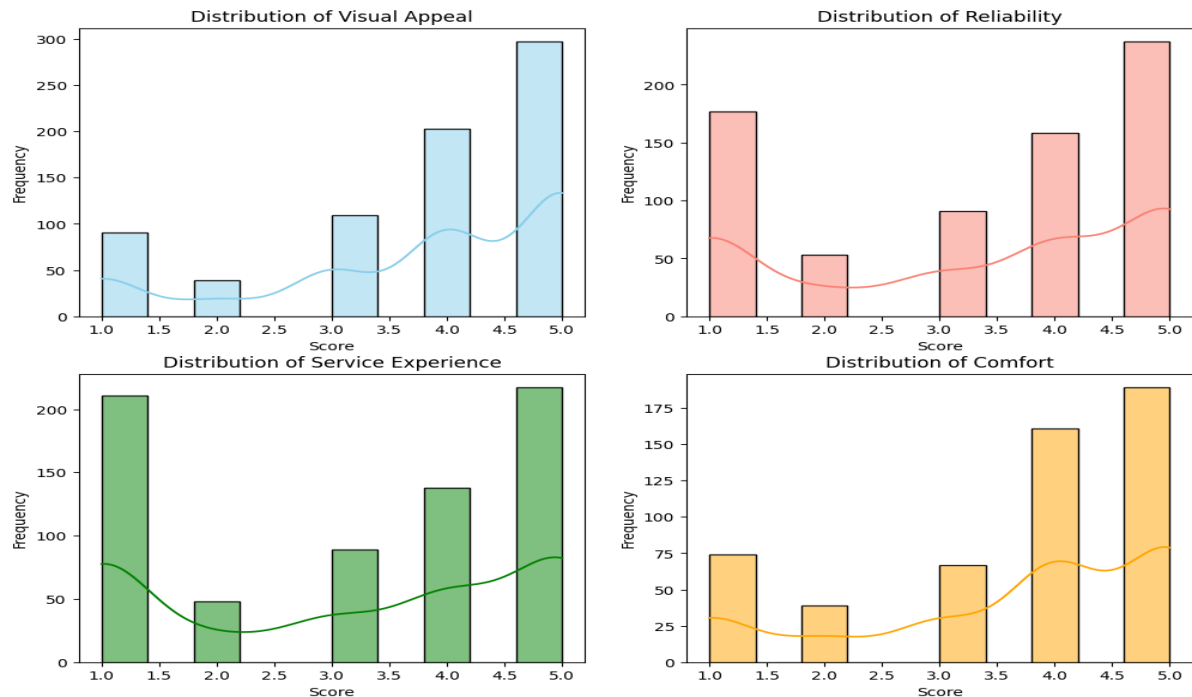 Distribution of Visual Appeal
Frequency
300
250
200
150
100
50
0
1.0 1.5 2.0 2.5 3.0 3.5 4.0 4.5 5.0
Score
Distribution of Reliability
Frequency
200
150
100
50
0
1.0 1.5 2.0 2.5 3.0 3.5 4.0 4.5 5.0
Score
Distribution of Service Experience
Frequency
200
150
100
50
0
1.0 1.5 2.0 2.5 3.0 3.5 4.0 4.5 5.0
Score
Distribution of Comfort
Frequency
175
150
125
100
75
50
25
0
1.0 1.5 2.0 2.5 3.0 3.5 4.0 4.5 5.0
Score